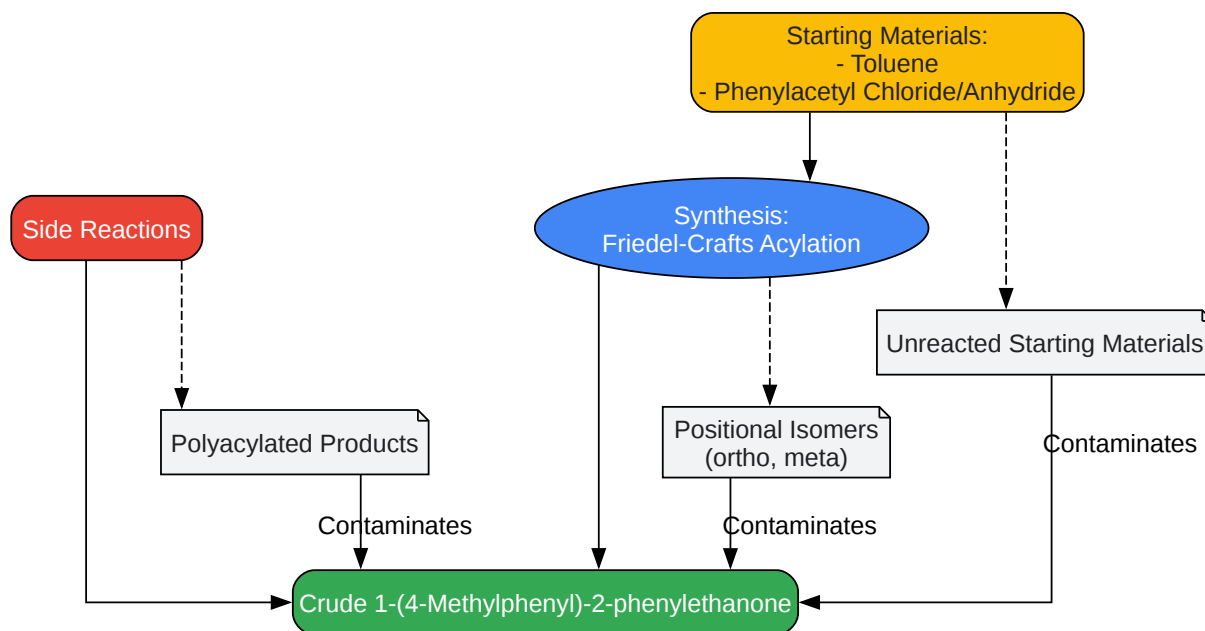 Starting Materials:
- Toluene
- Phenylacetyl Chloride/Anhydride
Side Reactions
Synthesis:
Friedel-Crafts Acylation
Unreacted Starting Materials
Polyacylated Products
Positional Isomers
(ortho, meta)
Contaminates
Contaminates
Contaminates
Crude 1-(4-Methylphenyl)-2-phenylethanone